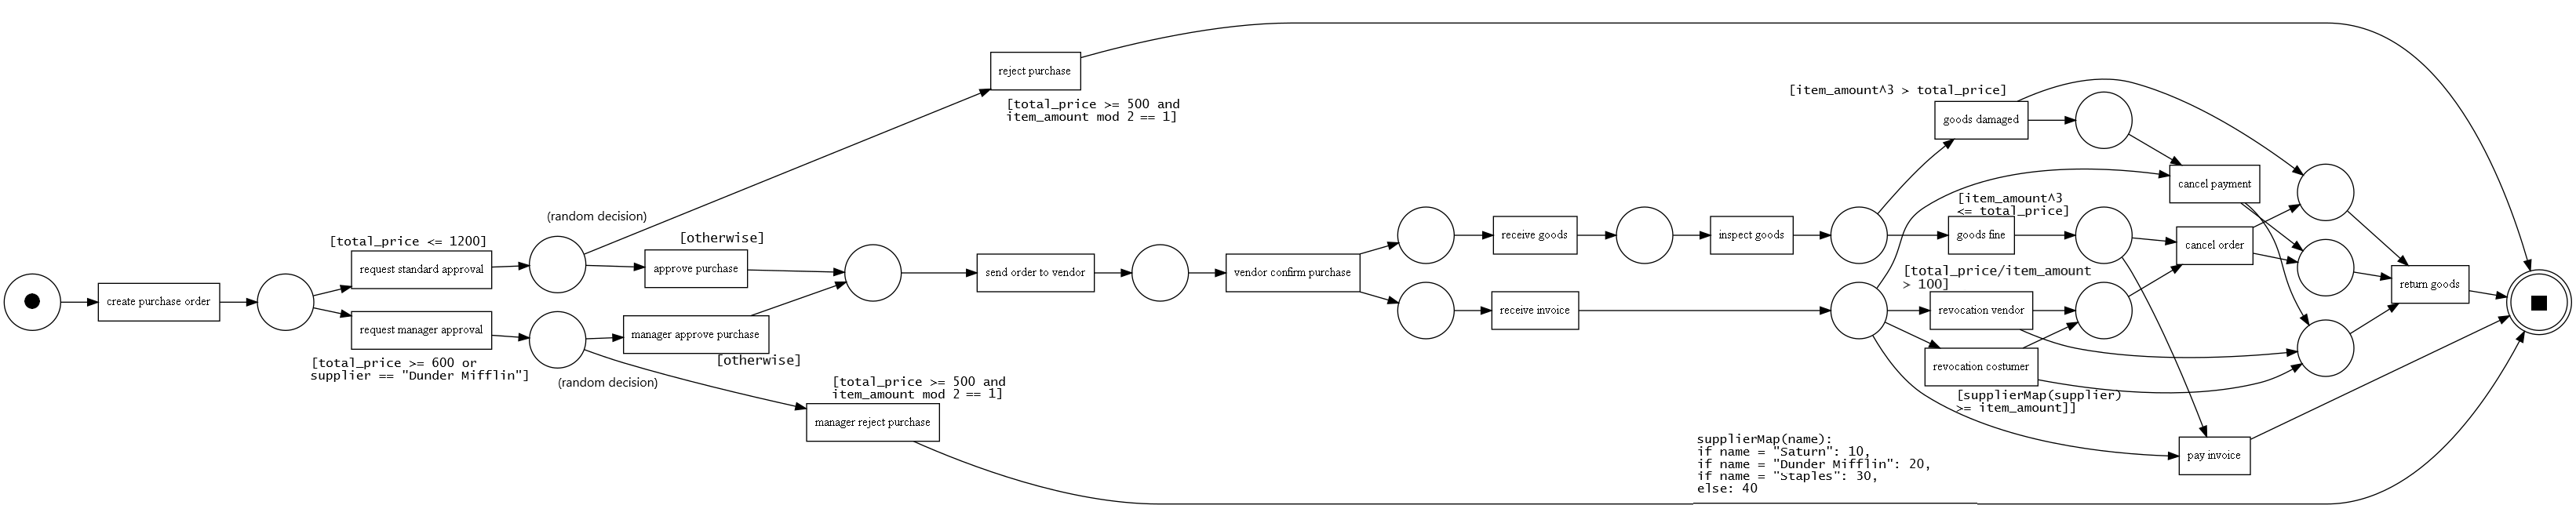 reject purchase
[total_price >= 500 and
item_amount mod 2 == 1]
[item_amount^3 > total_price]
goods damaged
cancel payment
(random decision)
[total_price <= 1200]
request standard approval
[otherwise]
approve purchase
receive goods
inspect goods
[item_amount^3
<= total_price]
goods fine
cancel order
create purchase order
send order to vendor
vendor confirm purchase
[total_price/item_amount
> 100]
revocation vendor
return goods
request manager approval
[total_price >= 600 or
supplier == "Dunder Mifflin"]
manager approve purchase
[otherwise]
(random decision)
receive invoice
revocation costumer
[supplierMap(supplier)
>= item_amount]]
[total_price >= 500 and
item_amount mod 2 == 1]
manager reject purchase
supplierMap(name):
if name = "Saturn": 10,
if name = "Dunder Mifflin": 20,
if name = "Staples": 30,
else: 40
pay invoice